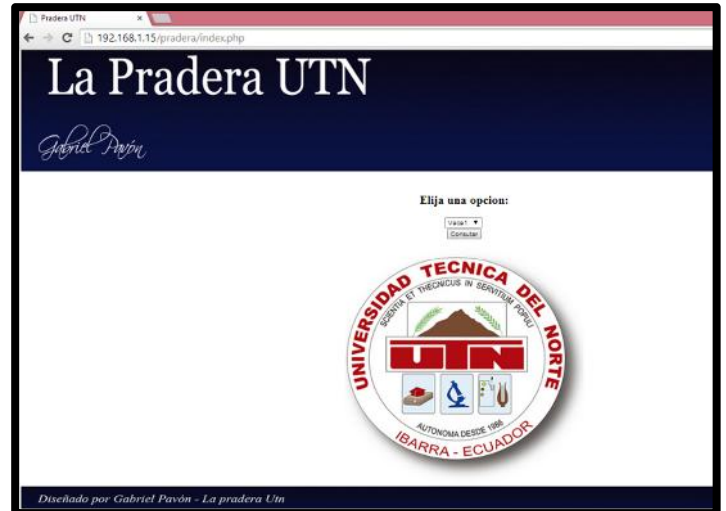 Pradera UTN
192.168.1.15/pradera/index.php
La Pradera UTN
Gabriel Pavón
Elija una opcion:
Vaca1
Consultar
UNIVERSIDAD TECNICA DEL NORTE
SCIENTIA ET THECNICUS IN SERVITIUM POPULI
UTN
AUTONOMA DESDE 1986
IBARRA - ECUADOR
Diseñado por Gabriel Pavón - La pradera Utn